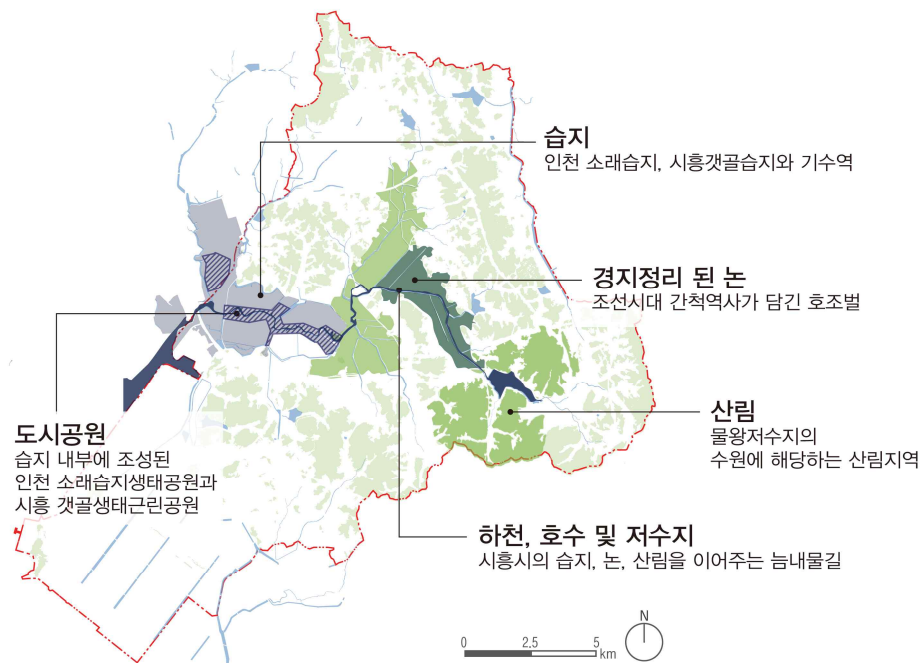 습지
인천 소래습지, 시흥갯골습지와 기수역
경지정리 된 논
조선시대 간척역사가 담긴 호조벌
산림
물왕저수지의
수원에 해당하는 산림지역
도시공원
습지 내부에 조성된
인천 소래습지생태공원과
시흥 갯골생태근린공원
하천, 호수 및 저수지
시흥시의 습지, 논, 산림을 이어주는 늠내물길
0 2.5 5
km
N